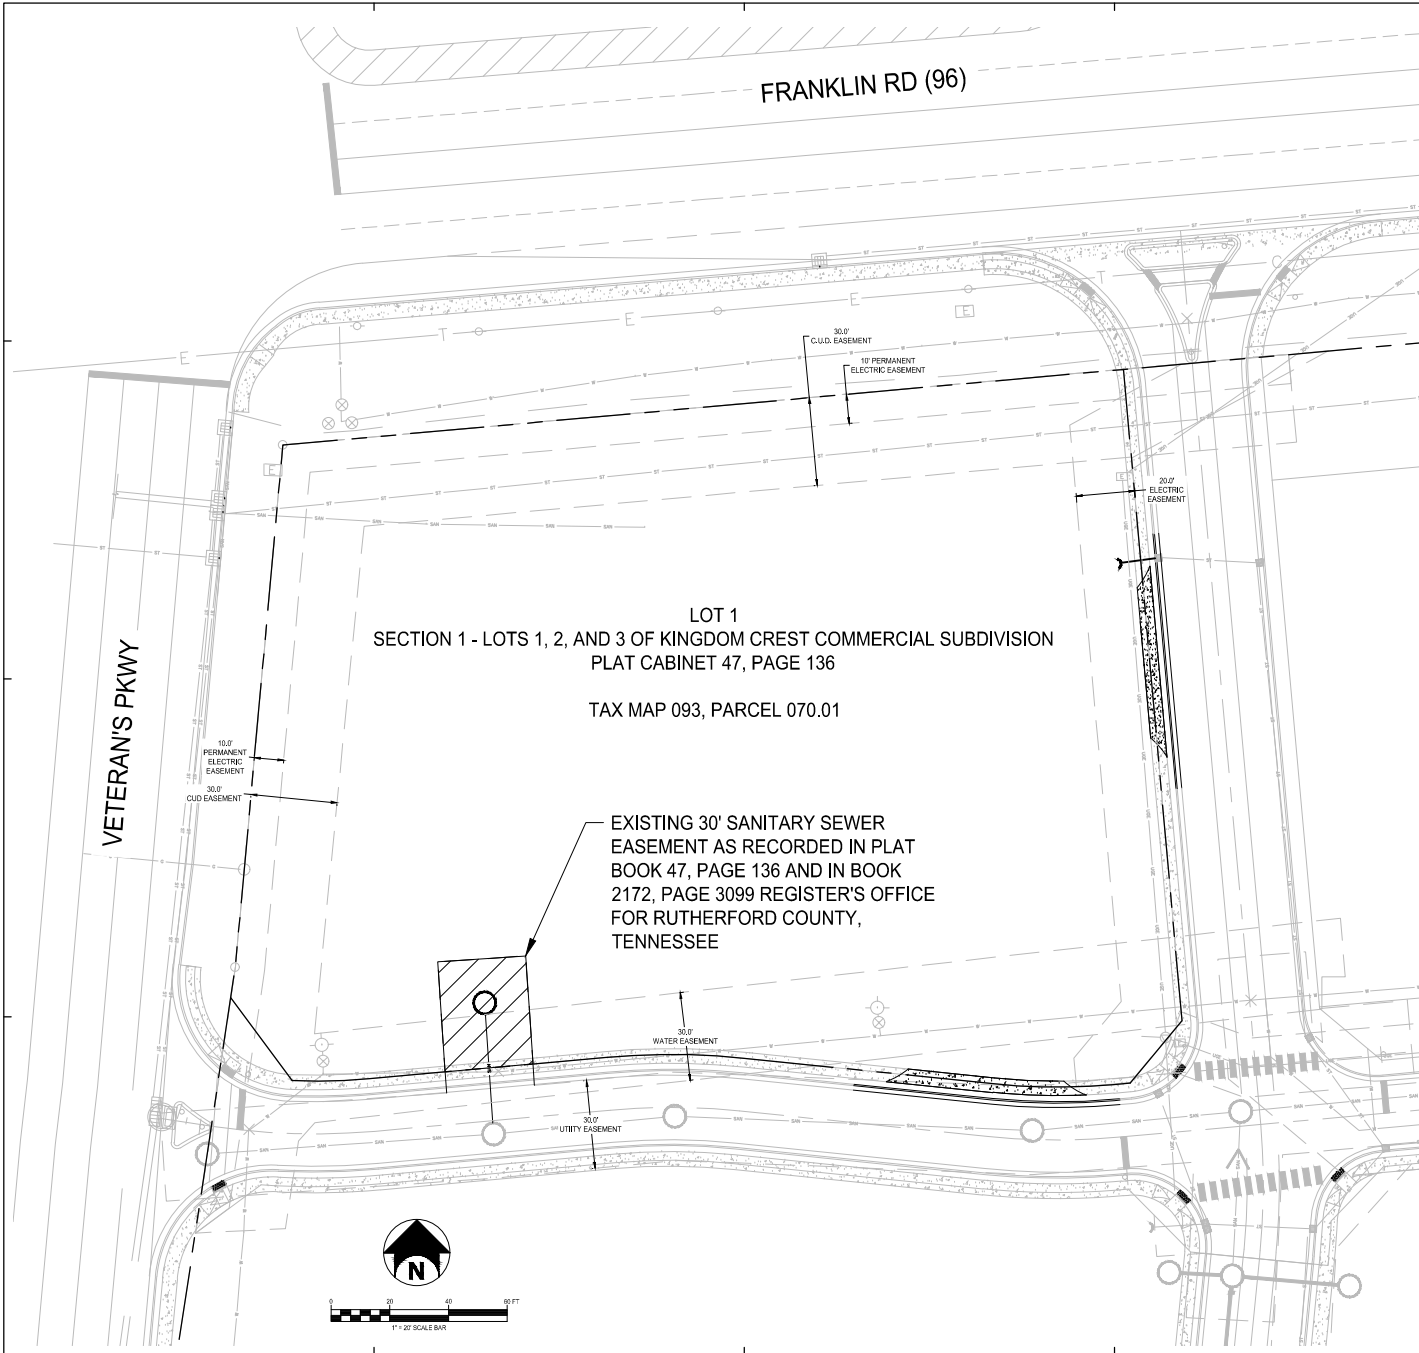 FRANKLIN RD (96)
30.0'
C.U.D. EASEMENT
10' PERMANENT
ELECTRIC EASEMENT
20.0'
ELECTRIC
EASEMENT
LOT 1
SECTION 1 - LOTS 1, 2, AND 3 OF KINGDOM CREST COMMERCIAL SUBDIVISION
PLAT CABINET 47, PAGE 136
TAX MAP 093, PARCEL 070.01
VETERAN'S PKWY
10.0'
PERMANENT
ELECTRIC
EASEMENT
30.0'
CUD EASEMENT
EXISTING 30' SANITARY SEWER
EASEMENT AS RECORDED IN PLAT
BOOK 47, PAGE 136 AND IN BOOK
2172, PAGE 3099 REGISTER'S OFFICE
FOR RUTHERFORD COUNTY,
TENNESSEE
30.0'
WATER EASEMENT
30.0'
UTIITY EASEMENT
N
0 20 40 60 FT
1" = 20' SCALE BAR